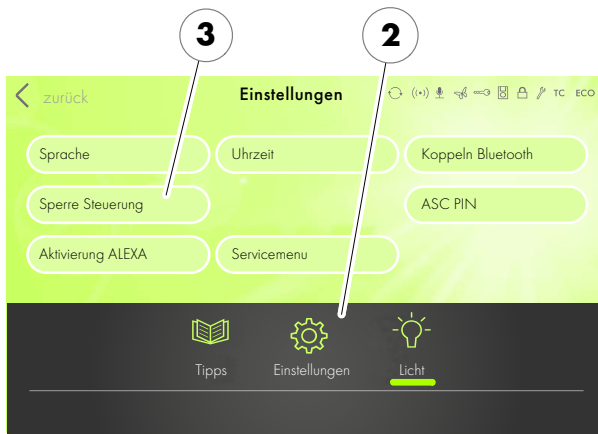 3 2
zurück Einstellungen TC ECO
Sprache Uhrzeit Koppeln Bluetooth
Sperre Steuerung ASC PIN
Aktivierung ALEXA Servicemenu
Tipps Einstellungen Licht